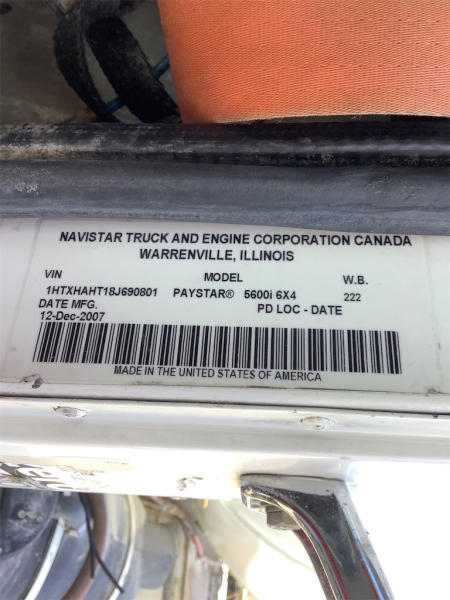 NAVISTAR TRUCK AND ENGINE CORPORATION CANADA
WARRENVILLE, ILLINOIS
VIN MODEL W.B.
1HTXHAHT18J690801 PAYSTAR® 5600i 6X4 222
DATE MFG. PD LOC - DATE
12-Dec-2007
MADE IN THE UNITED STATES OF AMERICA